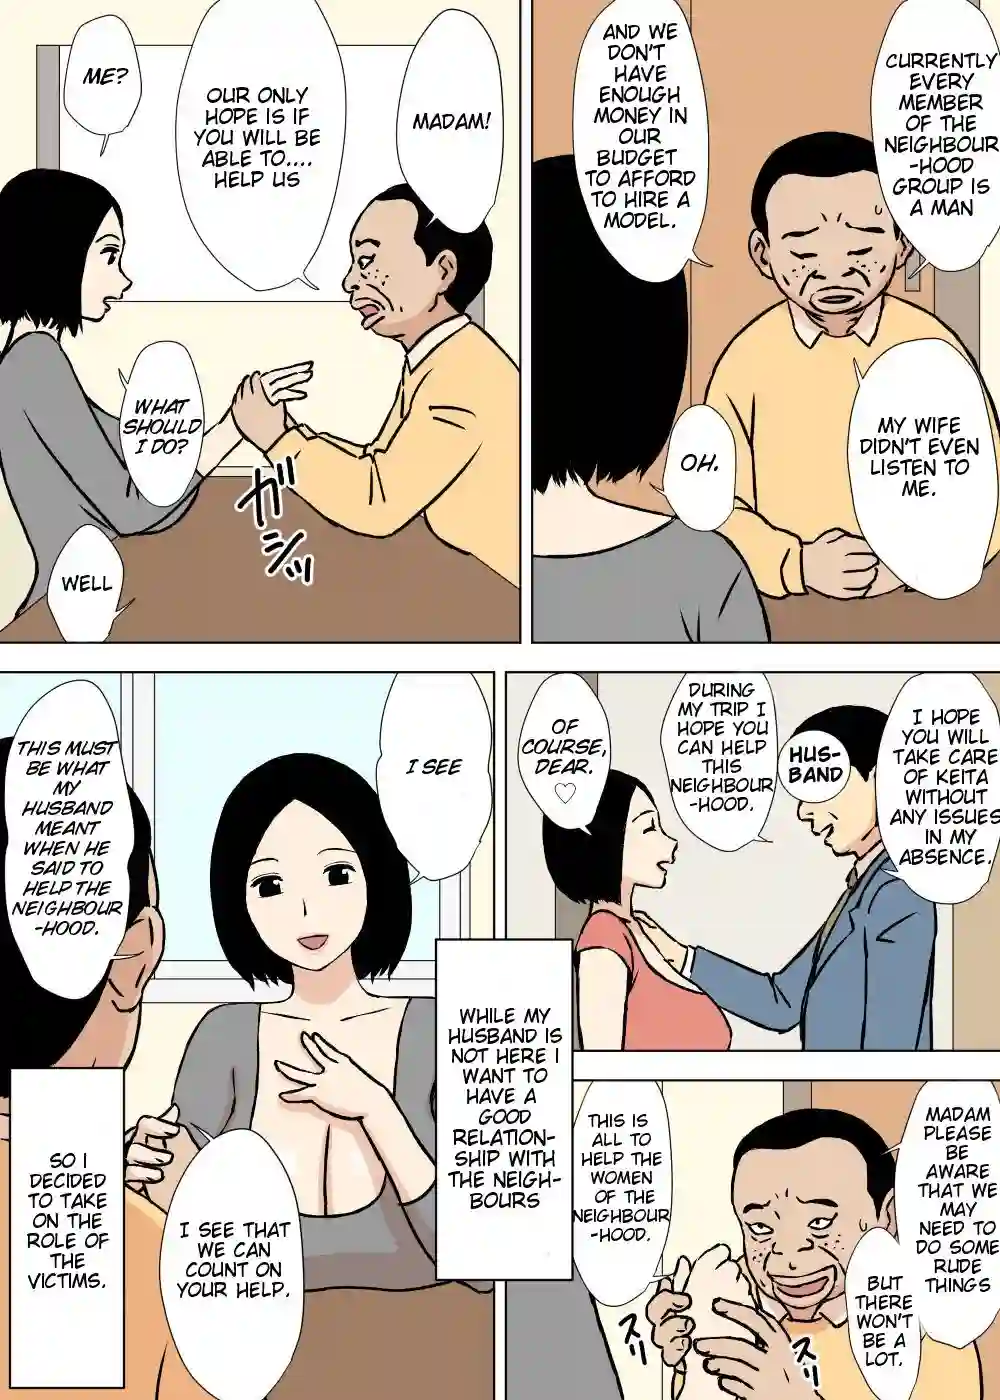 CURRENTLY
EVERY
MEMBER
OF THE
NEIGHBOUR
-HOOD
GROUP IS
A MAN
AND WE
DON'T
HAVE
ENOUGH
MONEY IN
OUR
BUDGET
TO AFFORD
TO HIRE A
MODEL.
MY WIFE
DIDN'T EVEN
LISTEN TO
ME.
OH.
MADAM!
OUR ONLY
HOPE IS IF
YOU WILL BE
ABLE TO....
HELP US
ME?
WHAT
SHOULD
I DO?
ガシッ
WELL
I HOPE
YOU WILL
TAKE CARE
OF KEITA
WITHOUT
ANY ISSUES
IN MY
ABSENCE.
HUS-
BAND
DURING
MY TRIP I
HOPE YOU
CAN HELP
THIS
NEIGHBOUR
-HOOD.
OF
COURSE,
DEAR.
♡
I SEE
THIS MUST
BE WHAT
MY
HUSBAND
MEANT
WHEN HE
SAID TO
HELP THE
NEIGHBOUR
-HOOD.
WHILE MY
HUSBAND IS
NOT HERE I
WANT TO
HAVE A
GOOD
RELATION-
SHIP WITH
THE NEIGH-
BOURS
I SEE THAT
WE CAN
COUNT ON
YOUR HELP.
SO I
DECIDED
TO TAKE
ON THE
ROLE OF
THE
VICTIMS.
MADAM
PLEASE
BE
AWARE
THAT WE
MAY
NEED TO
DO SOME
RUDE
THINGS
BUT
THERE
WON'T
BE A
LOT.
THIS IS
ALL TO
HELP THE
WOMEN
OF THE
NEIGHBOUR
-HOOD.
スリ
スリ